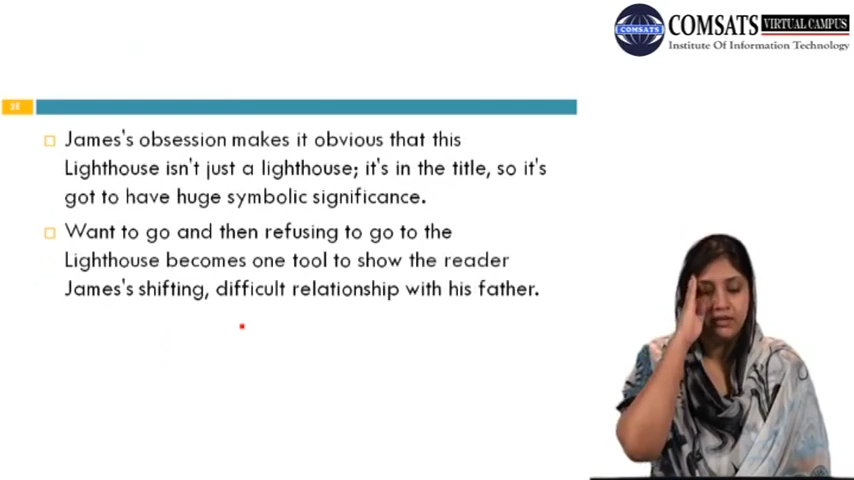 COMSATS VIRTUAL CAMPUS
COMSATS
Institute Of Information Technology
28
James's obsession makes it obvious that this
Lighthouse isn't just a lighthouse; it's in the title, so it's
got to have huge symbolic significance.
Want to go and then refusing to go to the
Lighthouse becomes one tool to show the reader
James's shifting, difficult relationship with his father.